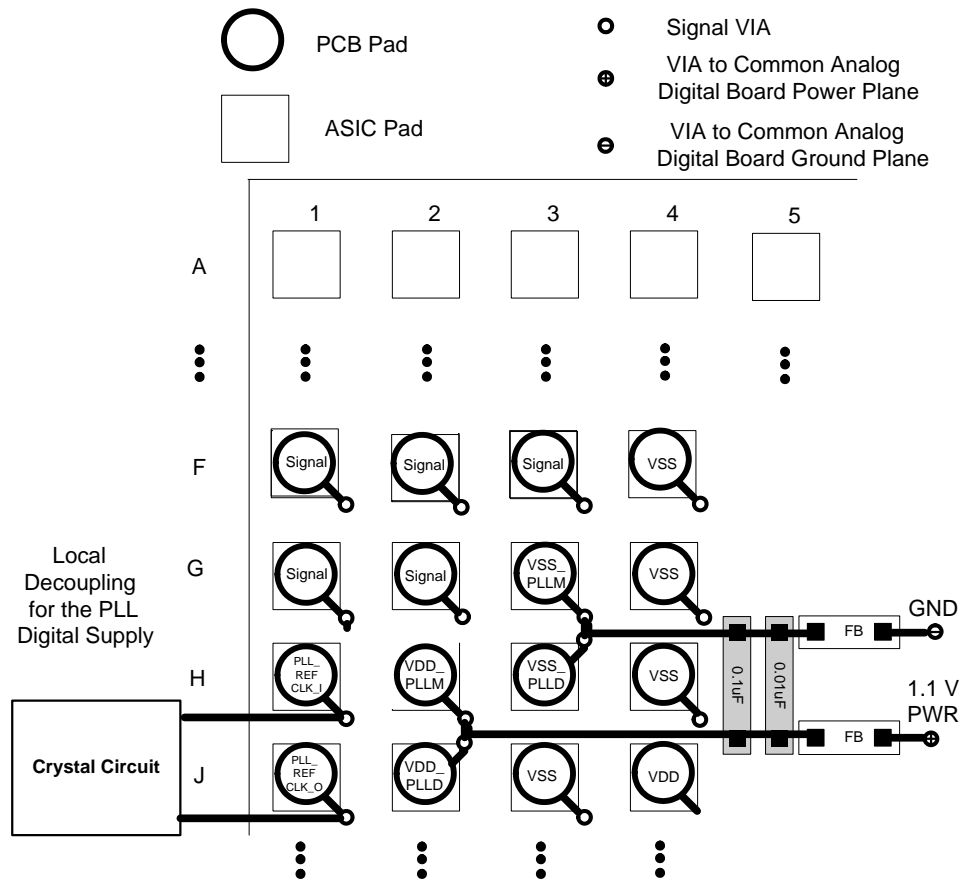 PCB Pad
ASIC Pad
Signal VIA
VIA to Common Analog
Digital Board Power Plane
VIA to Common Analog
Digital Board Ground Plane
1 2 3 4 5
A
F
Signal
Signal
Signal
VSS
Local
Decoupling
for the PLL
Digital Supply
G
Signal
Signal
VSS_
PLLM
VSS
GND
FB
H
PLL_
REF
CLK_I
VDD_
PLLM
VSS_
PLLD
VSS
0.1uF
0.01uF
1.1 V
PWR
FB
Crystal Circuit
J
PLL_
REF
CLK_O
VDD_
PLLD
VSS
VDD